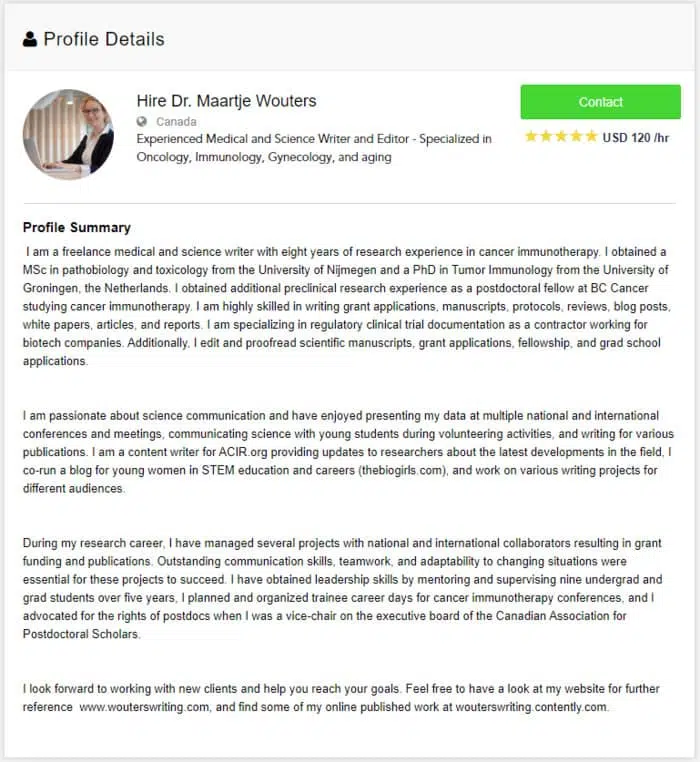 Profile Details
Hire Dr. Maartje Wouters
Canada
Experienced Medical and Science Writer and Editor - Specialized in
Oncology, Immunology, Gynecology, and aging
Contact
USD 120 /hr
Profile Summary
I am a freelance medical and science writer with eight years of research experience in cancer immunotherapy. I obtained a
MSc in pathobiology and toxicology from the University of Nijmegen and a PhD in Tumor Immunology from the University of
Groningen, the Netherlands. I obtained additional preclinical research experience as a postdoctoral fellow at BC Cancer
studying cancer immunotherapy. I am highly skilled in writing grant applications, manuscripts, protocols, reviews, blog posts,
white papers, articles, and reports. I am specializing in regulatory clinical trial documentation as a contractor working for
biotech companies. Additionally, I edit and proofread scientific manuscripts, grant applications, fellowship, and grad school
applications.
I am passionate about science communication and have enjoyed presenting my data at multiple national and international
conferences and meetings, communicating science with young students during volunteering activities, and writing for various
publications. I am a content writer for ACIR.org providing updates to researchers about the latest developments in the field, I
co-run a blog for young women in STEM education and careers (thebiogirls.com), and work on various writing projects for
different audiences.
During my research career, I have managed several projects with national and international collaborators resulting in grant
funding and publications. Outstanding communication skills, teamwork, and adaptability to changing situations were
essential for these projects to succeed. I have obtained leadership skills by mentoring and supervising nine undergrad and
grad students over five years, I planned and organized trainee career days for cancer immunotherapy conferences, and I
advocated for the rights of postdocs when I was a vice-chair on the executive board of the Canadian Association for
Postdoctoral Scholars.
I look forward to working with new clients and help you reach your goals. Feel free to have a look at my website for further
reference  www.wouterswriting.com, and find some of my online published work at wouterswriting.contently.com.